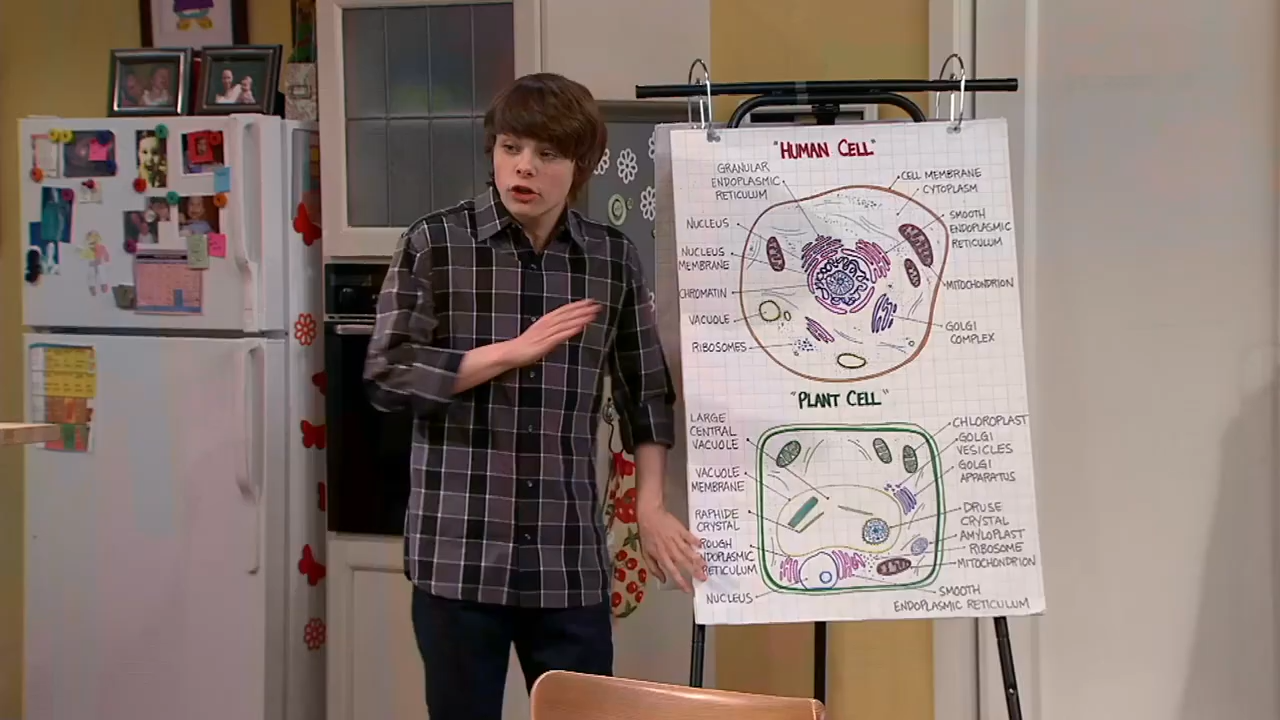 "HUMAN CELL"
GRANULAR
ENDOPLASMIC
RETICULUM
NUCLEUS
NUCLEUS
MEMBRANE
CHROMATIN
VACUOLE
RIBOSOMES
CELL MEMBRANE
CYTOPLASM
SMOOTH
ENDOPLASMIC
RETICULUM
MITOCHONDRION
GOLGI
COMPLEX
"PLANT CELL"
LARGE
CENTRAL
VACUOLE
VACUOLE
MEMBRANE
RAPHIDE
CRYSTAL
ROUGH
ENDOPLASMIC
RETICULUM
NUCLEUS
CHLOROPLAST
GOLGI
VESICLES
GOLGI
APPARATUS
DRUSE
CRYSTAL
AMYLOPLAST
RIBOSOME
MITOCHONDRION
SMOOTH
ENDOPLASMIC RETICULUM